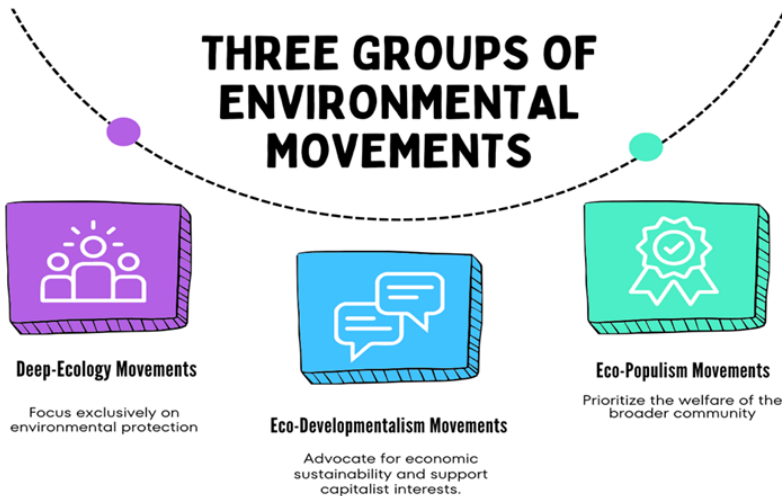 THREE GROUPS OF
ENVIRONMENTAL
MOVEMENTS
Deep-Ecology Movements
Focus exclusively on
environmental protection
Eco-Developmentalism Movements
Advocate for economic
sustainability and support
capitalist interests.
Eco-Populism Movements
Prioritize the welfare of the
broader community